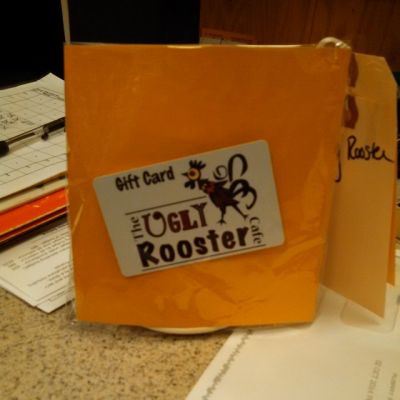 Gift Card
The
UGLY
Rooster
Cafe
Rooster